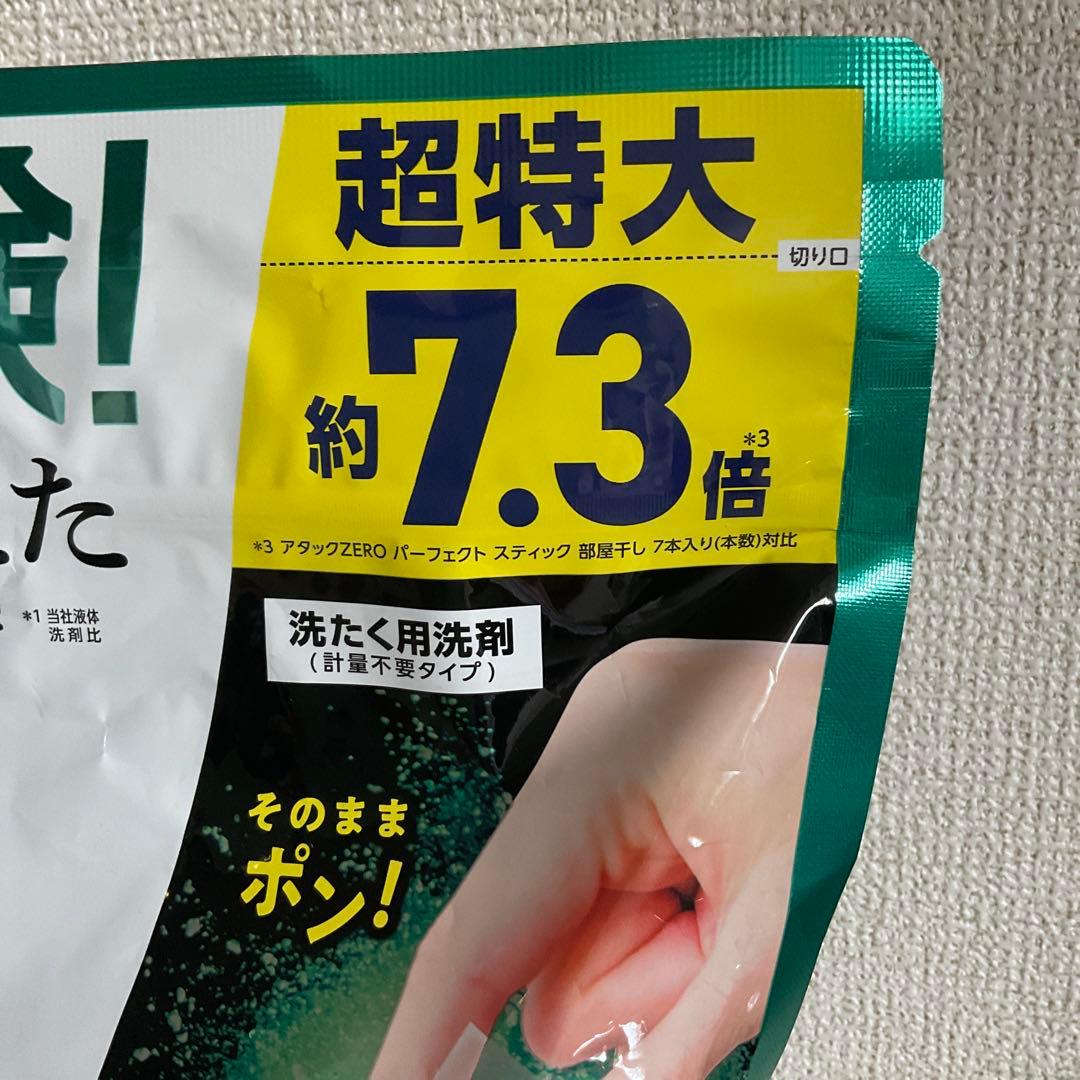 超特大
切り口
約7.3倍*3
*3 アタックZERO パーフェクト スティック 部屋干し 7本入り(本数)対比
！
た
*1 当社液体
洗剤比
洗たく用洗剤
(計量不要タイプ)
そのまま
ポン！